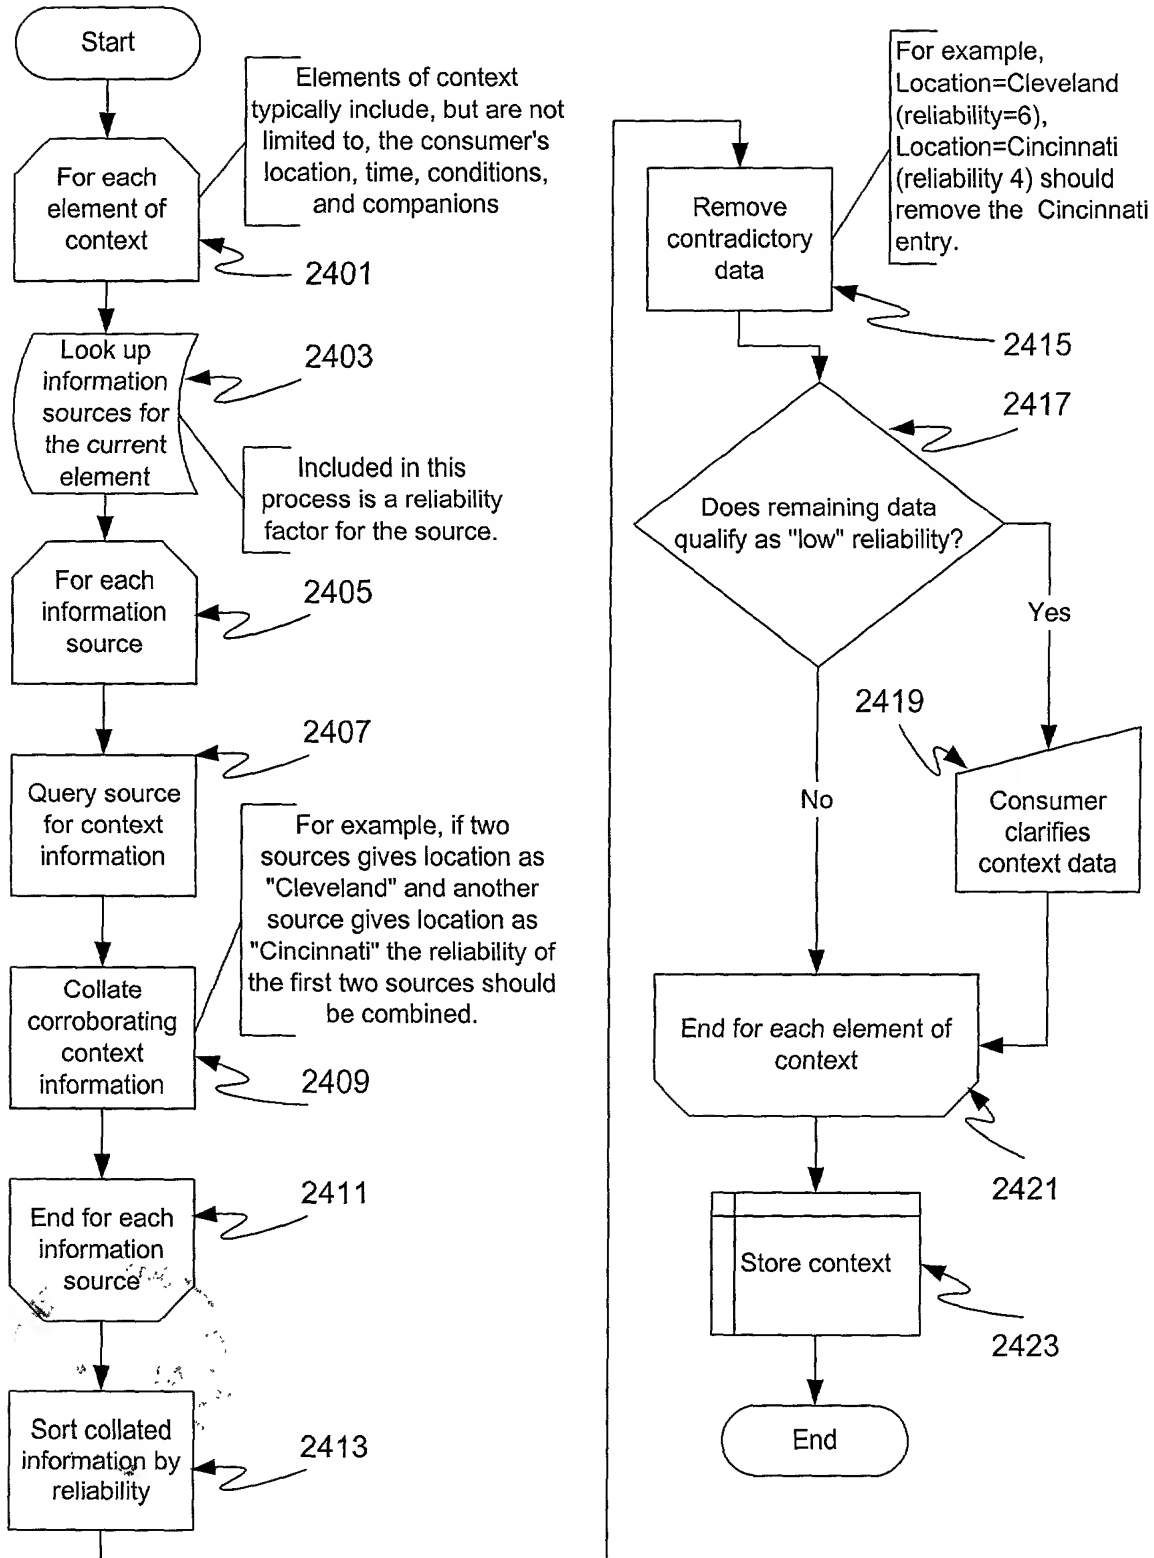 Start
Elements of context
typically include, but are not
limited to, the consumer's
location, time, conditions,
and companions
For each
element of
context
2401
Look up
information
sources for
the current
element
2403
Included in this
process is a reliability
factor for the source.
For each
information
source
2405
2407
Query source
for context
information
For example, if two
sources gives location as
"Cleveland" and another
source gives location as
"Cincinnati" the reliability of
the first two sources should
be combined.
Collate
corroborating
context
information
2409
End for each
information
source
2411
Sort collated
information by
reliability
2413
For example,
Location=Cleveland
(reliability=6),
Location=Cincinnati
(reliability 4) should
remove the Cincinnati
entry.
Remove
contradictory
data
2415
2417
Does remaining data
qualify as "low" reliability?
Yes
2419
No
Consumer
clarifies
context data
End for each element of
context
2421
Store context
2423
End